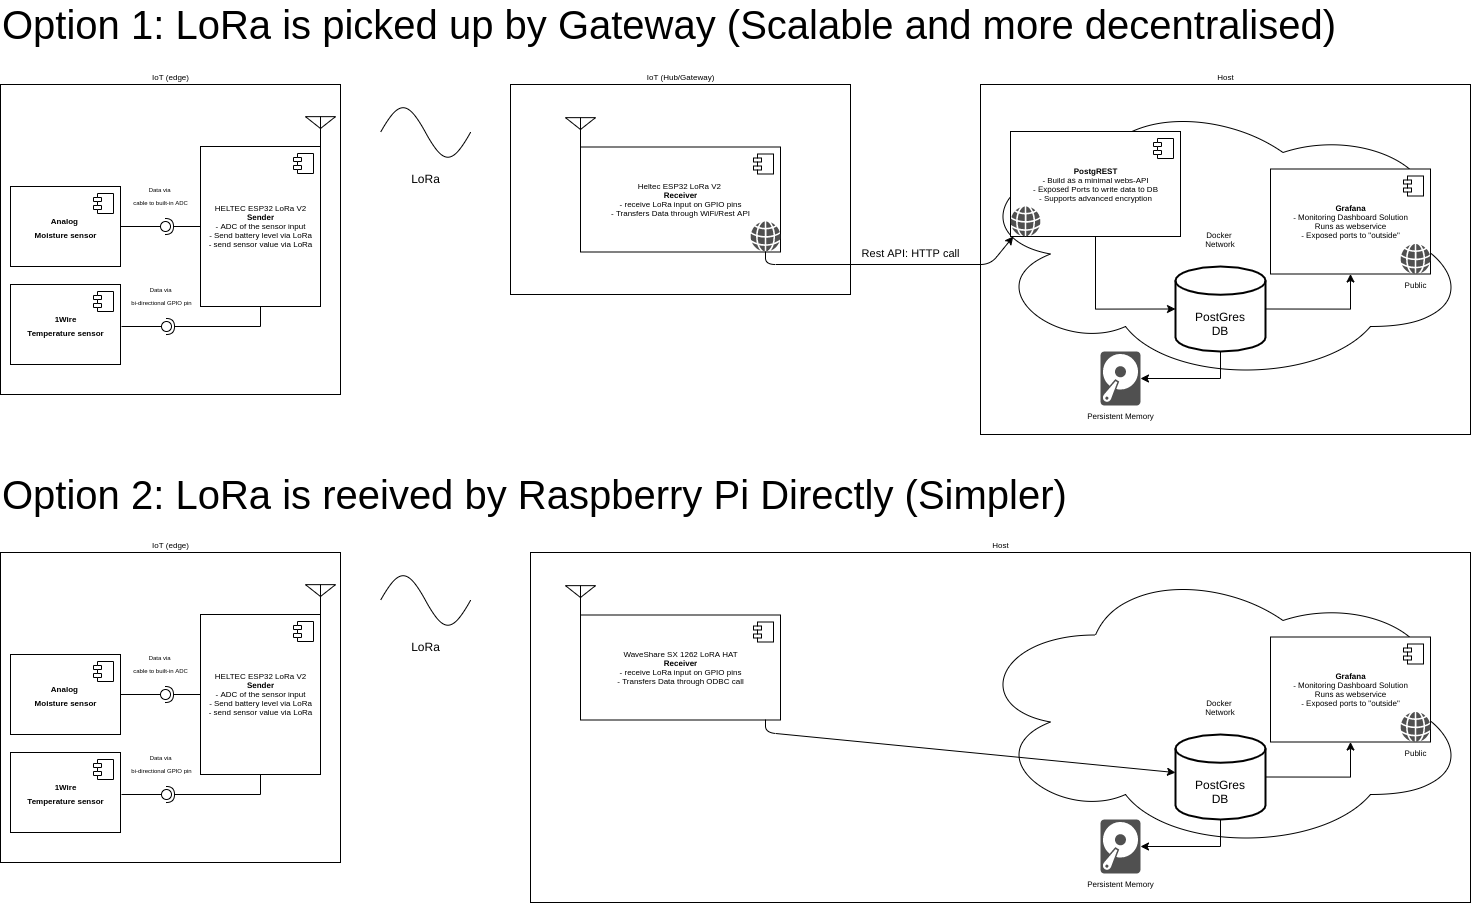 Option 1: LoRa is picked up by Gateway (Scalable and more decentralised)
IoT (edge)
Analog
Moisture sensor
Data via
cable to built-in ADC
1Wire
Temperature sensor
Data via
bi-directional GPIO pin
HELTEC ESP32 LoRa V2
Sender
- ADC of the sensor input
- Send battery level via LoRa
- send sensor value via LoRa
LoRa
IoT (Hub/Gateway)
Heltec ESP32 LoRa V2
Receiver
- receive LoRa input on GPIO pins
- Transfers Data through WiFi/Rest API
Rest API: HTTP call
Host
PostgREST
- Build as a minimal webs-API
- Exposed Ports to write data to DB
- Supports advanced encryption
Docker
Network
Grafana
- Monitoring Dashboard Solution
Runs as webservice
- Exposed ports to "outside"
Public
PostGres
DB
Persistent Memory
Option 2: LoRa is reeived by Raspberry Pi Directly (Simpler)
IoT (edge)
Analog
Moisture sensor
Data via
cable to built-in ADC
1Wire
Temperature sensor
Data via
bi-directional GPIO pin
HELTEC ESP32 LoRa V2
Sender
- ADC of the sensor input
- Send battery level via LoRa
- send sensor value via LoRa
LoRa
Host
WaveShare SX 1262 LoRA HAT
Receiver
- receive LoRa input on GPIO pins
- Transfers Data through ODBC call
Docker
Network
Grafana
- Monitoring Dashboard Solution
Runs as webservice
- Exposed ports to "outside"
Public
PostGres
DB
Persistent Memory